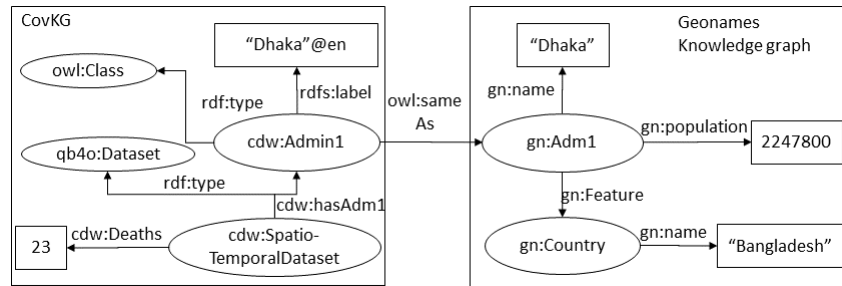 CovKG
"Dhaka"@en
owl:Class
rdf:type
rdfs:label
cdw:Admin1
qb4o:Dataset
rdf:type
cdw:hasAdm1
23
cdw:Deaths
cdw:Spatio-
TemporalDataset
owl:same
As
Geonames
Knowledge graph
"Dhaka"
gn:name
gn:Adm1
gn:population
2247800
gn:Feature
gn:Country
gn:name
"Bangladesh"